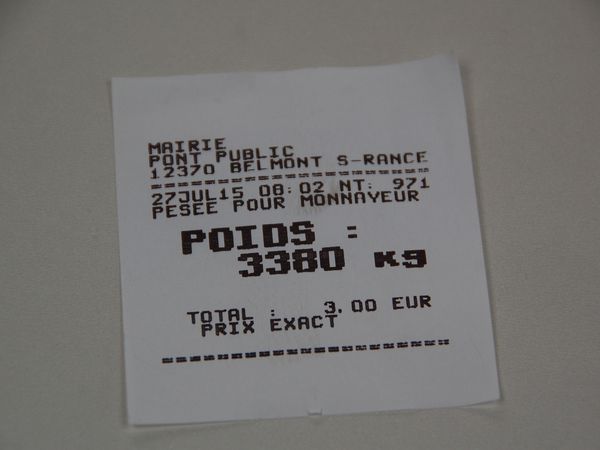 MAIRIE
PONT PUBLIC
12370 BELMONT S-RANCE
27JUL15 08:02 NT: 971
PESEE POUR MONNAYEUR
POIDS :
3380 Kg
TOTAL : 3.00 EUR
PRIX EXACT